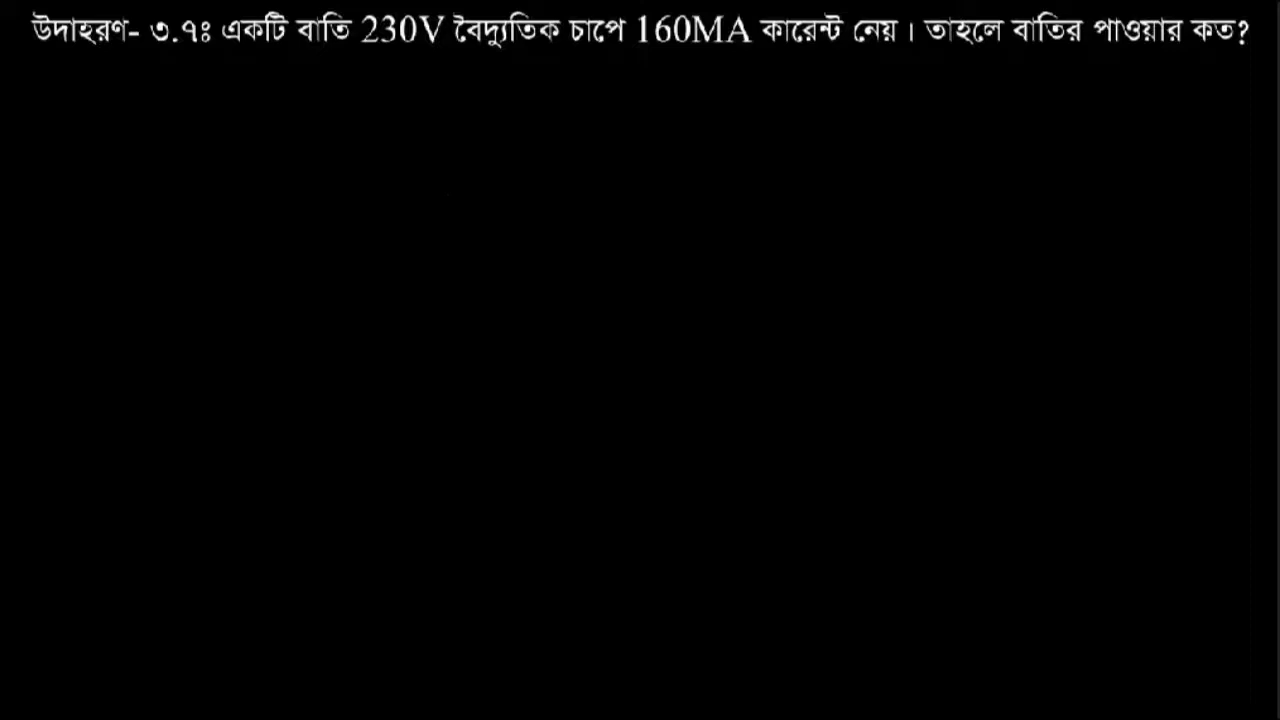 উদাহরণ- ৩.৭ঃ একটি বাতি 230V বৈদ্যুতিক চাপে 160MA কারেন্ট নেয়। তাহলে বাতির পাওয়ার কত?